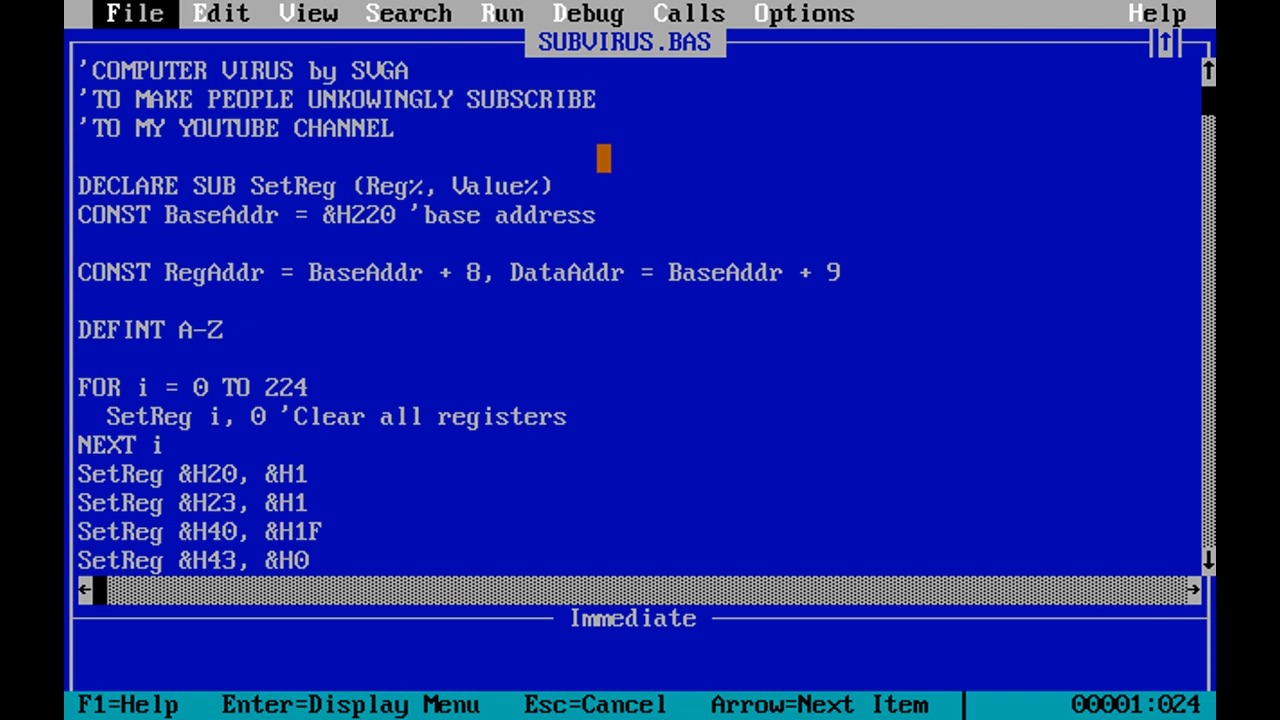 File Edit View Search Run Debug Calls Options Help
SUBVIRUS.BAS
'COMPUTER VIRUS by SVGA
'TO MAKE PEOPLE UNKOWINGLY SUBSCRIBE
'TO MY YOUTUBE CHANNEL
DECLARE SUB SetReg (Reg%, Value%)
CONST BaseAddr = &H220 'base address
CONST RegAddr = BaseAddr + 8, DataAddr = BaseAddr + 9
DEFINT A-Z
FOR i = 0 TO 224
SetReg i, 0 'Clear all registers
NEXT i
SetReg &H20, &H1
SetReg &H23, &H1
SetReg &H40, &H1F
SetReg &H43, &H0
Immediate
F1=Help Enter=Display Menu Esc=Cancel Arrow=Next Item 00001:024